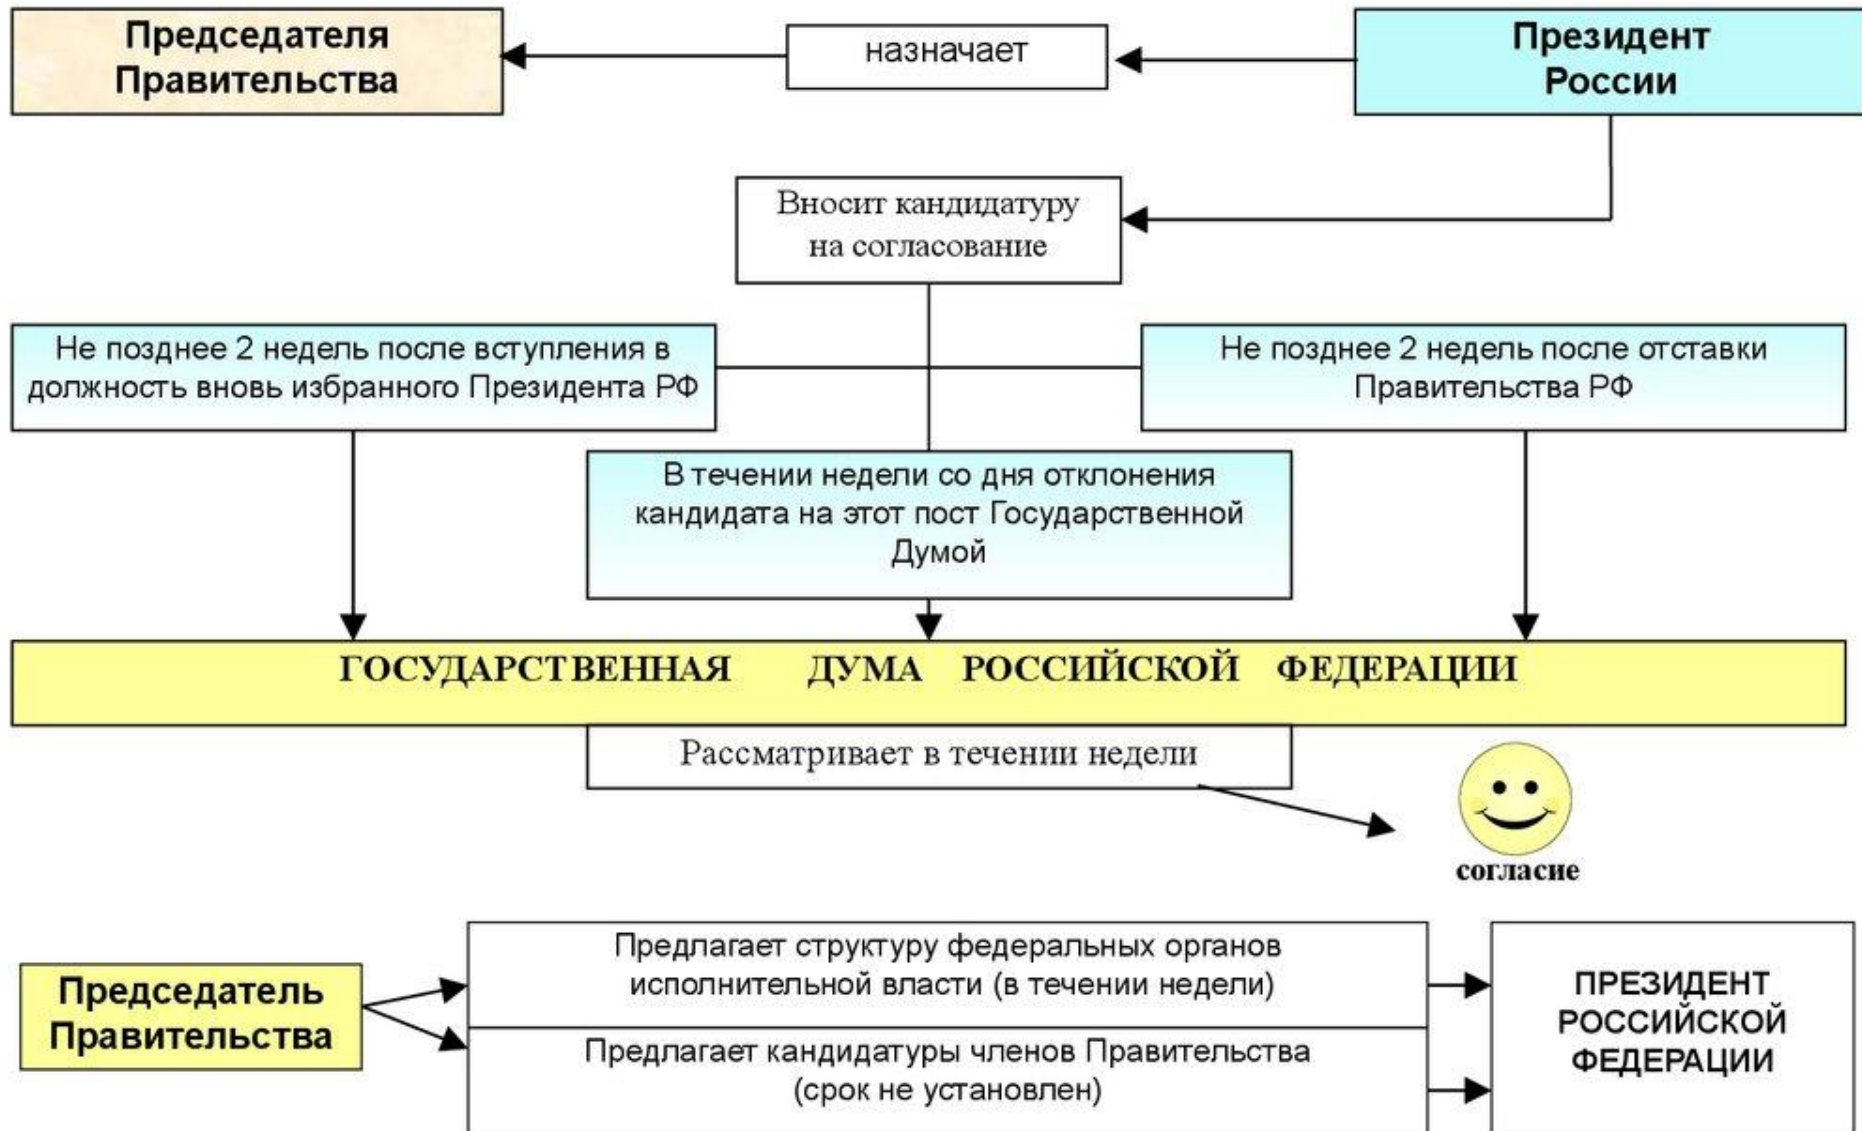 Председателя
Правительства
назначает
Президент
России
Вносит кандидатуру
на согласование
Не позднее 2 недель после вступления в
должность вновь избранного Президента РФ
Не позднее 2 недель после отставки
Правительства РФ
В течении недели со дня отклонения
кандидата на этот пост Государственной
Думой
ГОСУДАРСТВЕННАЯ ДУМА РОССИЙСКОЙ ФЕДЕРАЦИИ
Рассматривает в течении недели
согласие
Председатель
Правительства
Предлагает структуру федеральных органов
исполнительной власти (в течении недели)
Предлагает кандидатуры членов Правительства
(срок не установлен)
ПРЕЗИДЕНТ
РОССИЙСКОЙ
ФЕДЕРАЦИИ